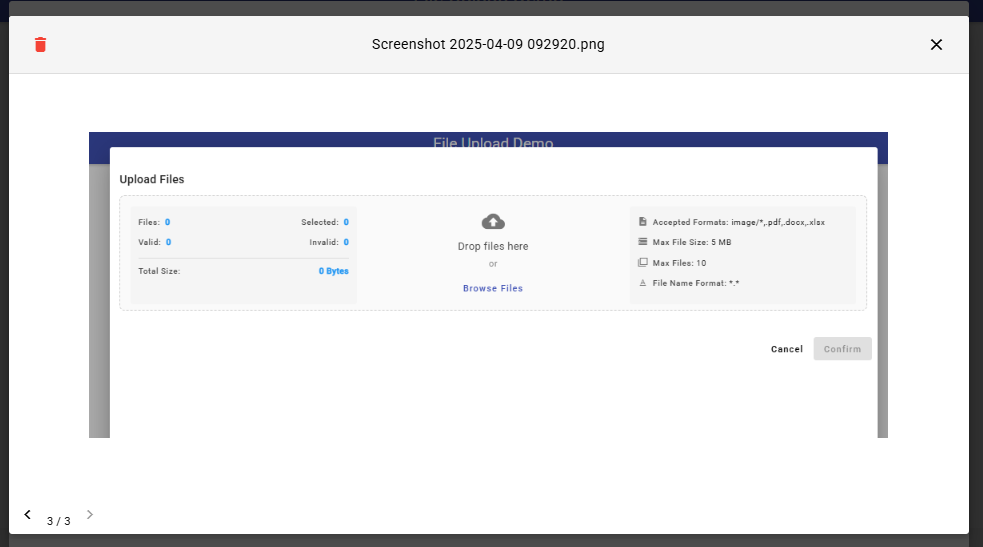 Screenshot 2025-04-09 092920.png
File Upload Demo
Upload Files
Files: 0 Selected: 0
Valid: 0 Invalid: 0
Total Size: 0 Bytes
Drop files here
or
Browse Files
Accepted Formats: image/*,.pdf,.docx,.xlsx
Max File Size: 5 MB
Max Files: 10
File Name Format: *.*
Cancel Confirm
3 / 3